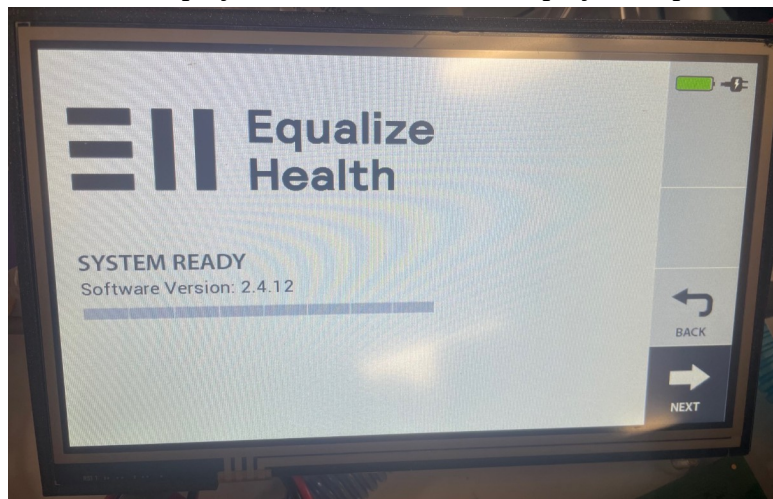 Equalize
Health
SYSTEM READY
Software Version: 2.4.12
BACK
NEXT